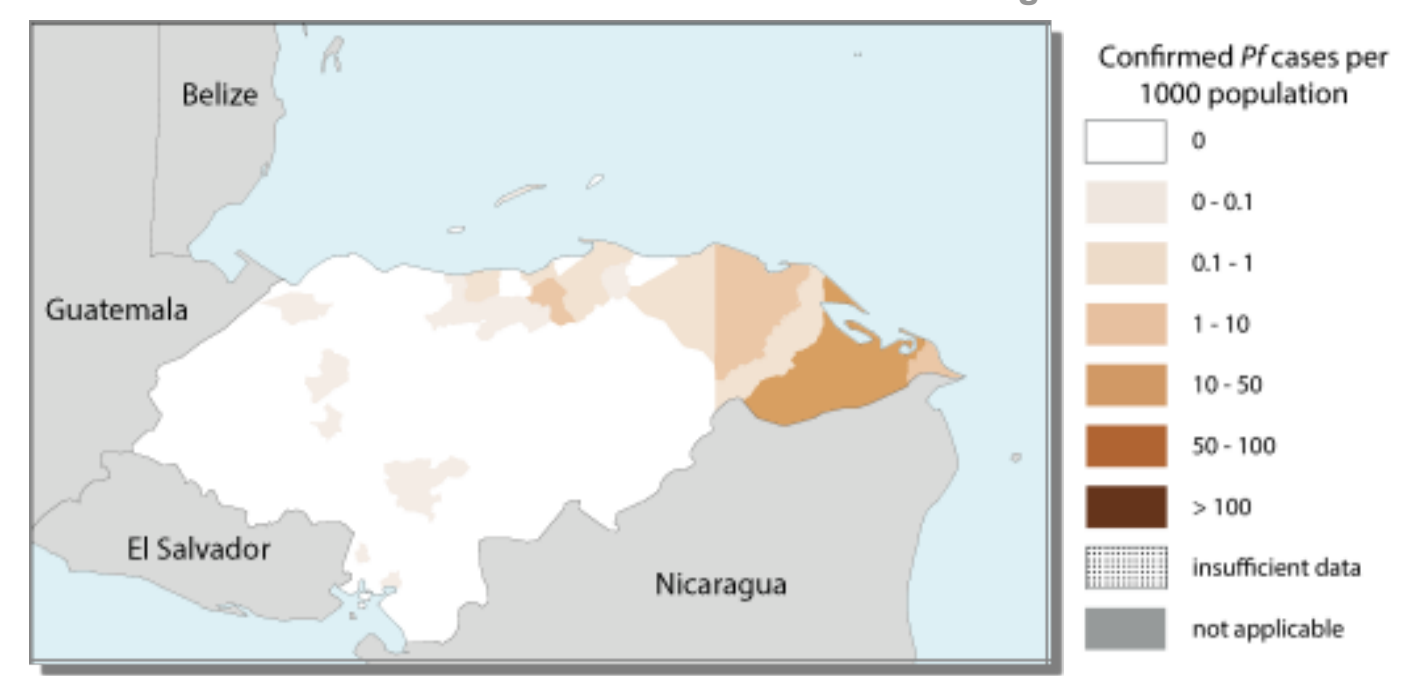 Belize
Guatemala
El Salvador
Nicaragua
Confirmed Pf cases per
1000 population
0
0 - 0.1
0.1 - 1
1 - 10
10 - 50
50 - 100
> 100
insufficient data
not applicable